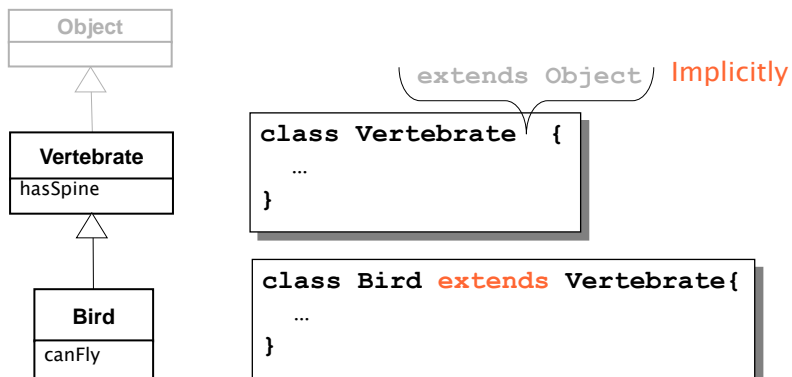 Object
Vertebrate
hasSpine
Bird
canFly
extends Object Implicitly
class Vertebrate {
…
}
class Bird extends Vertebrate{
…
}